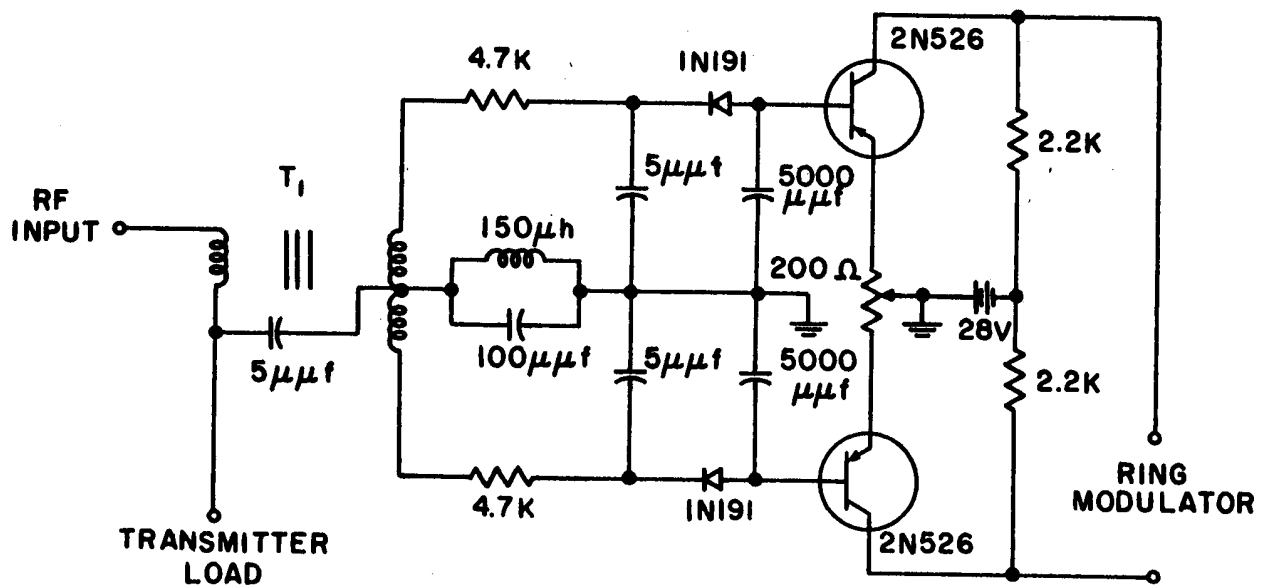 2N526
4.7K
1N191
2.2K
5μμf
5000
μμf
T1
RF
INPUT
150μh
200 Ω
28V
100μμf
5μμf
5μμf
5000
μμf
2.2K
4.7K
1N191
2N526
RING
MODULATOR
TRANSMITTER
LOAD